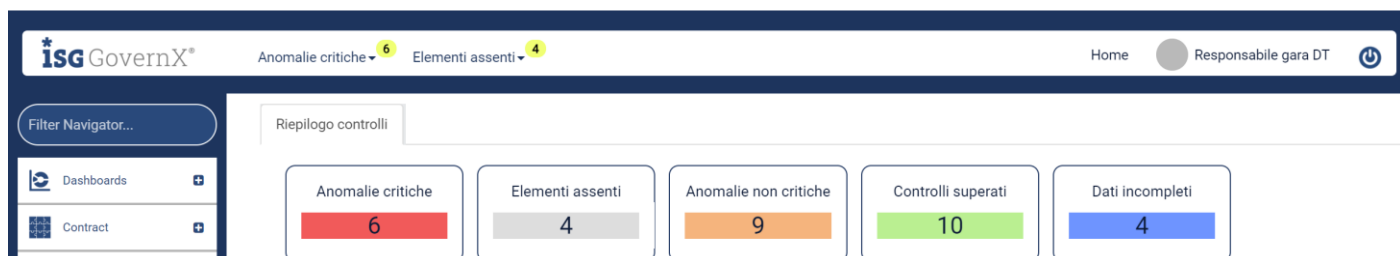 isg GovernX®
Anomalie critiche 6 Elementi assenti 4
Home Responsabile gara DT
Filter Navigator...
Riepilogo controlli
Dashboards
Contract
Anomalie critiche
6
Elementi assenti
4
Anomalie non critiche
9
Controlli superati
10
Dati incompleti
4